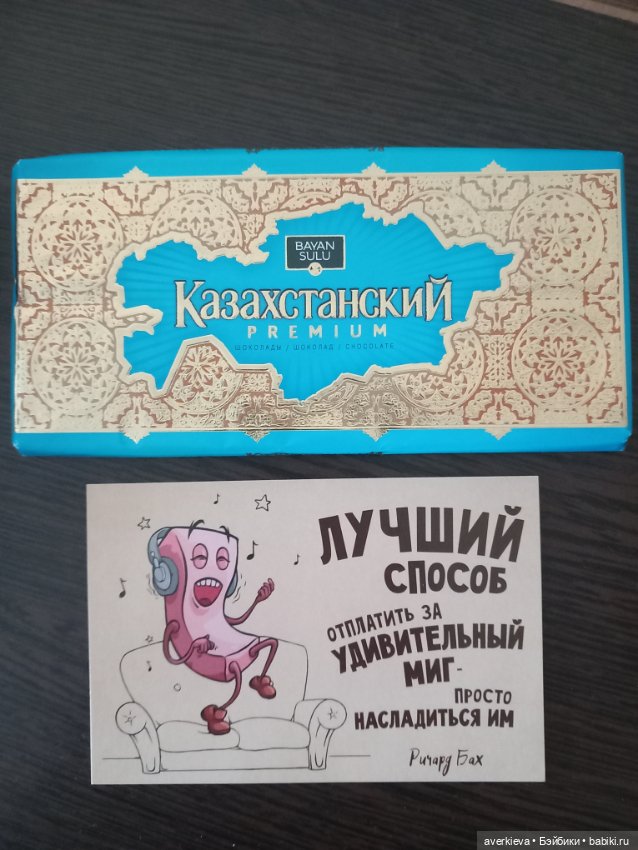 BAYAN
SULU
Казахстанский
PREMIUM
ШОКОЛАДЫ / ШОКОЛАД / CHOCOLATE
ЛУЧШИЙ
СПОСОБ
ОТПЛАТИТЬ ЗА
УДИВИТЕЛЬНЫЙ
МИГ-
ПРОСТО
НАСЛАДИТЬСЯ ИМ
Ричард Бах
averkieva • Бэйбики • babiki.ru